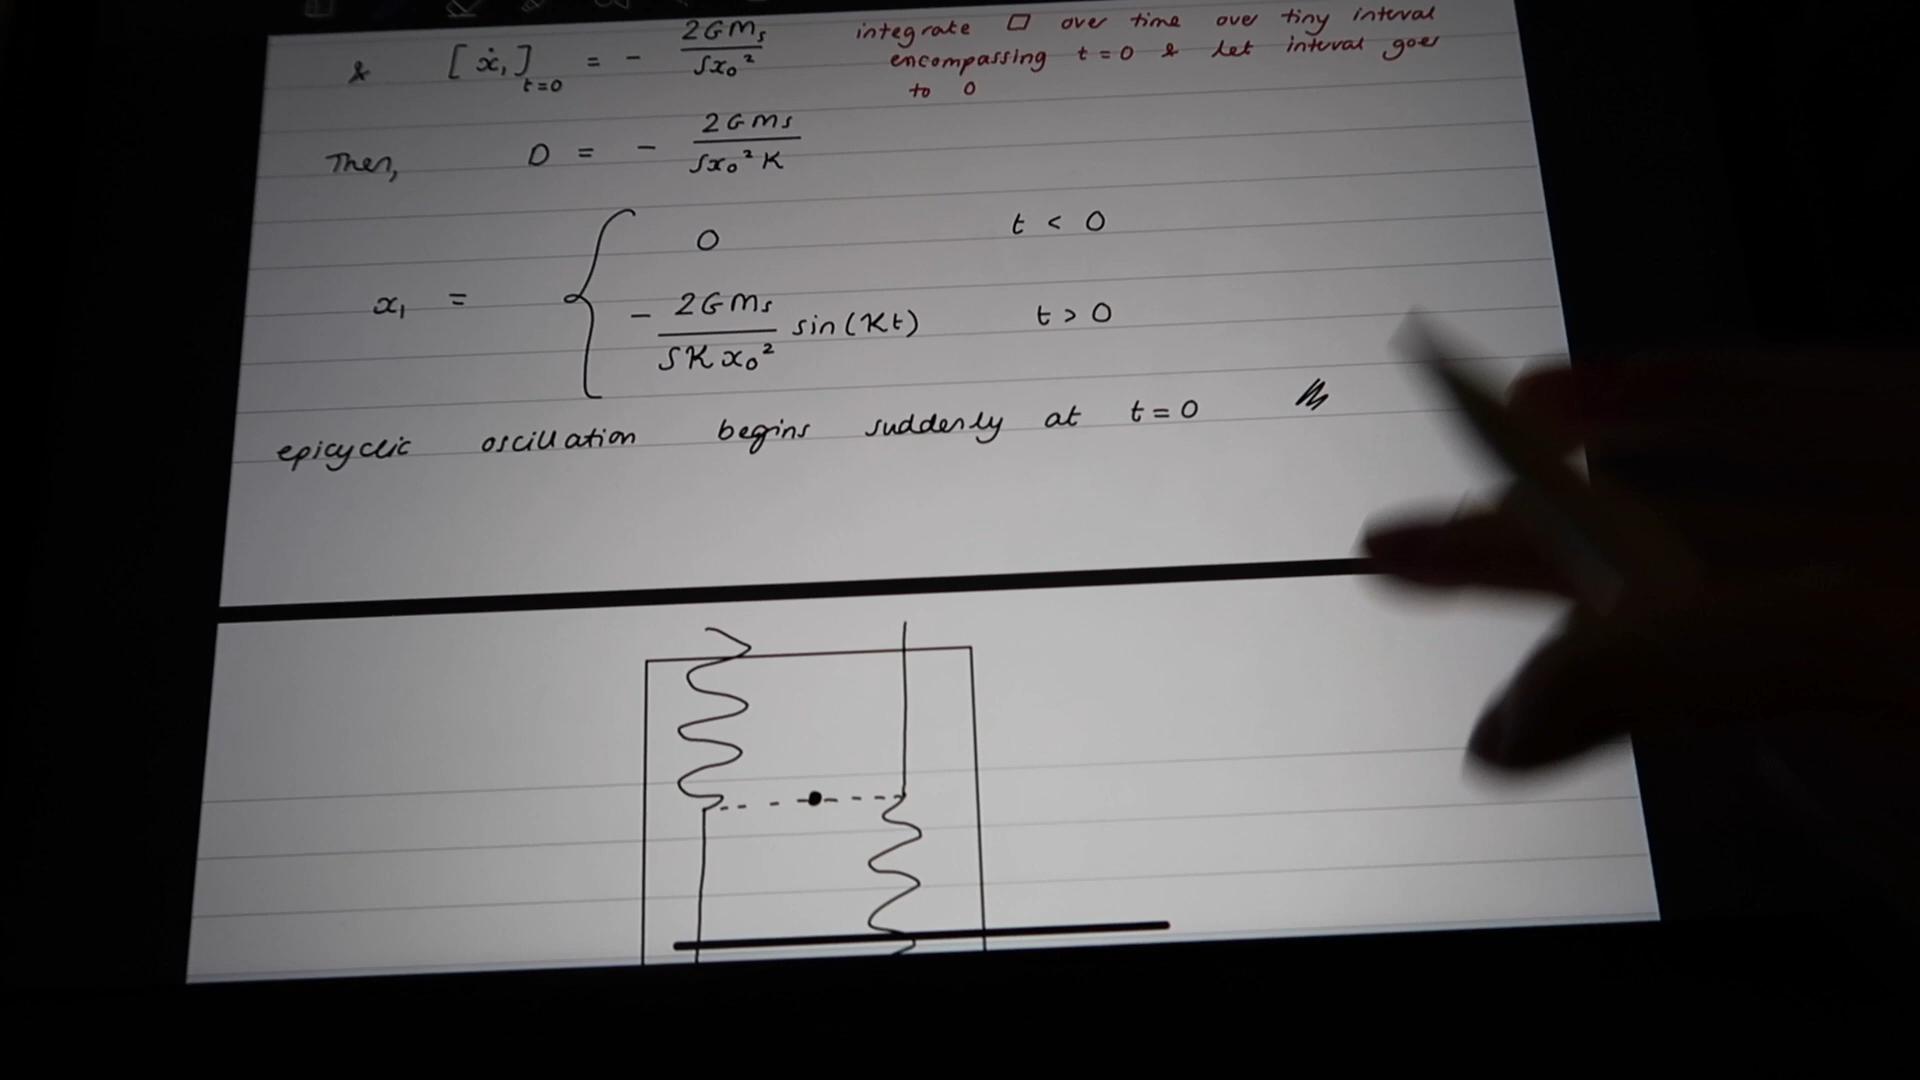 & [ẋ₁]t=0 = - 2GMs / Sx₀² integrate □ over time over tiny interval
encompassing t = 0 & let interval goes
to 0
Then, D = - 2GMs / Sx₀²K
x₁ = { 0 t < 0
- 2GMs / SKx₀² sin(Kt) t > 0
epicyclic oscillation begins suddenly at t = 0